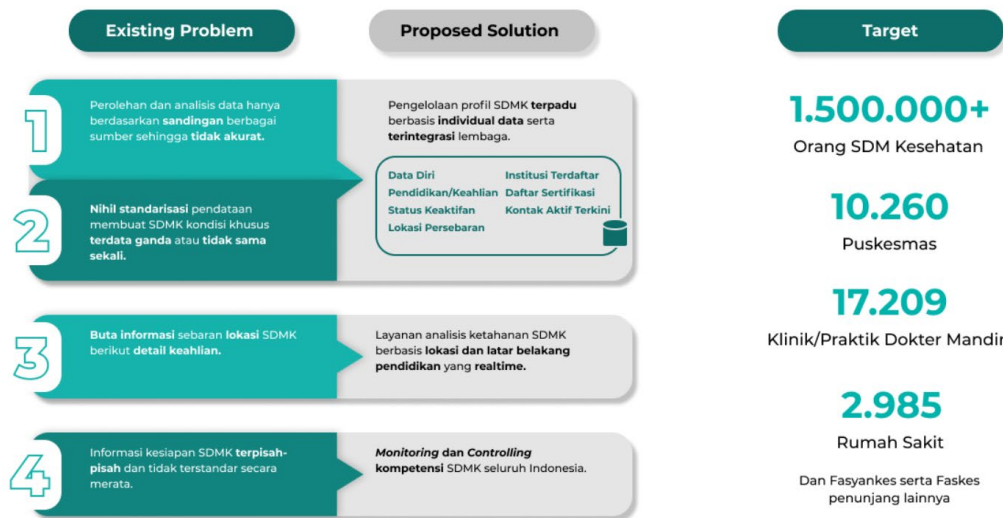 Existing Problem
Proposed Solution
Target
1
Perolehan dan analisis data hanya
berdasarkan sandingan berbagai
sumber sehingga tidak akurat.
2
Nihil standarisasi pendataan
membuat SDMK kondisi khusus
terdata ganda atau tidak sama
sekali.
Pengelolaan profil SDMK terpadu
berbasis individual data serta
terintegrasi lembaga.
Data Diri
Pendidikan/Keahlian
Status Keaktifan
Lokasi Persebaran
Institusi Terdaftar
Daftar Sertifikasi
Kontak Aktif Terkini
3
Buta informasi sebaran lokasi SDMK
berikut detail keahlian.
Layanan analisis ketahanan SDMK
berbasis lokasi dan latar belakang
pendidikan yang realtime.
4
Informasi kesiapan SDMK terpisah-
pisah dan tidak terstandar secara
merata.
Monitoring dan Controlling
kompetensi SDMK seluruh Indonesia.
1.500.000+
Orang SDM Kesehatan
10.260
Puskesmas
17.209
Klinik/Praktik Dokter
2.985
Rumah Sakit
Dan Fasyankes serta Faskes
penunjang lainnya